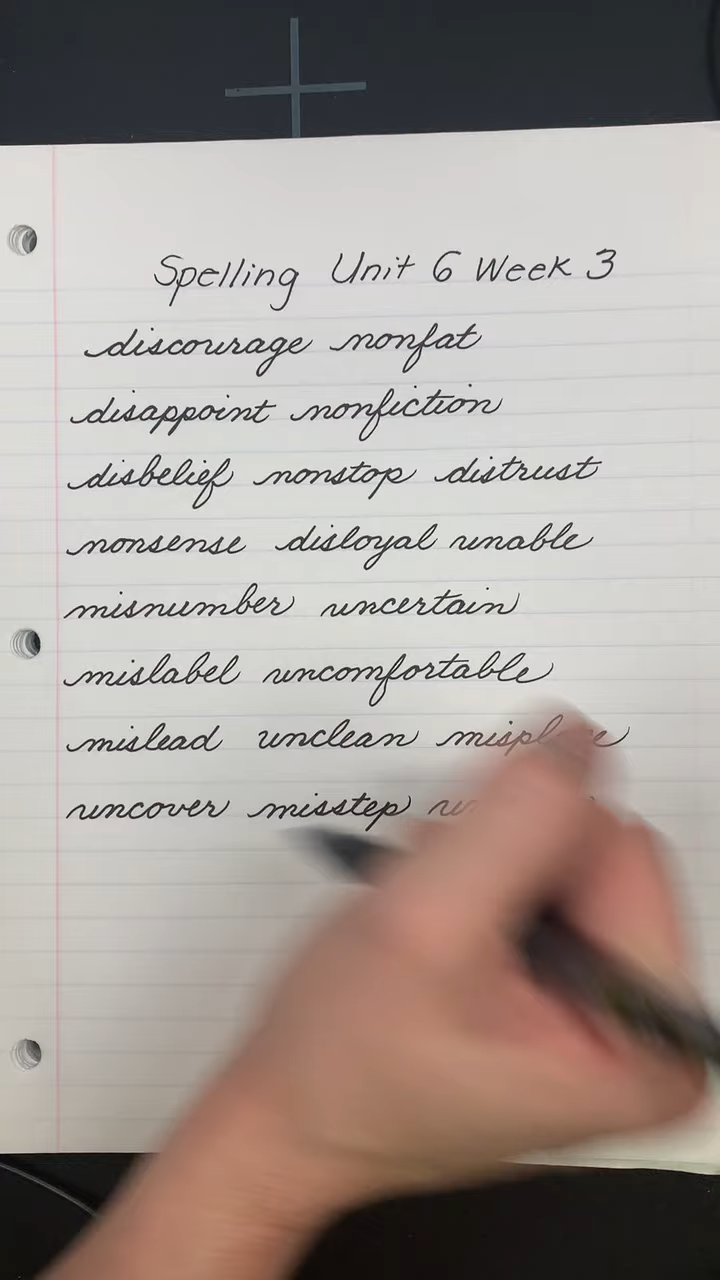 Spelling Unit 6 Week 3
discourage nonfat
disappoint nonfiction
disbelief nonstop distrust
nonsense disloyal unable
misnumber uncertain
mislabel uncomfortable
mislead unclean
uncover misstep